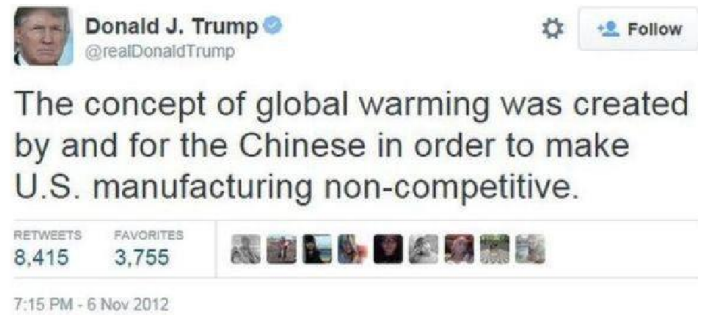 Donald J. Trump
@realDonaldTrump
Follow
The concept of global warming was created
by and for the Chinese in order to make
U.S. manufacturing non-competitive.
RETWEETS FAVORITES
8,415 3,755
7:15 PM - 6 Nov 2012